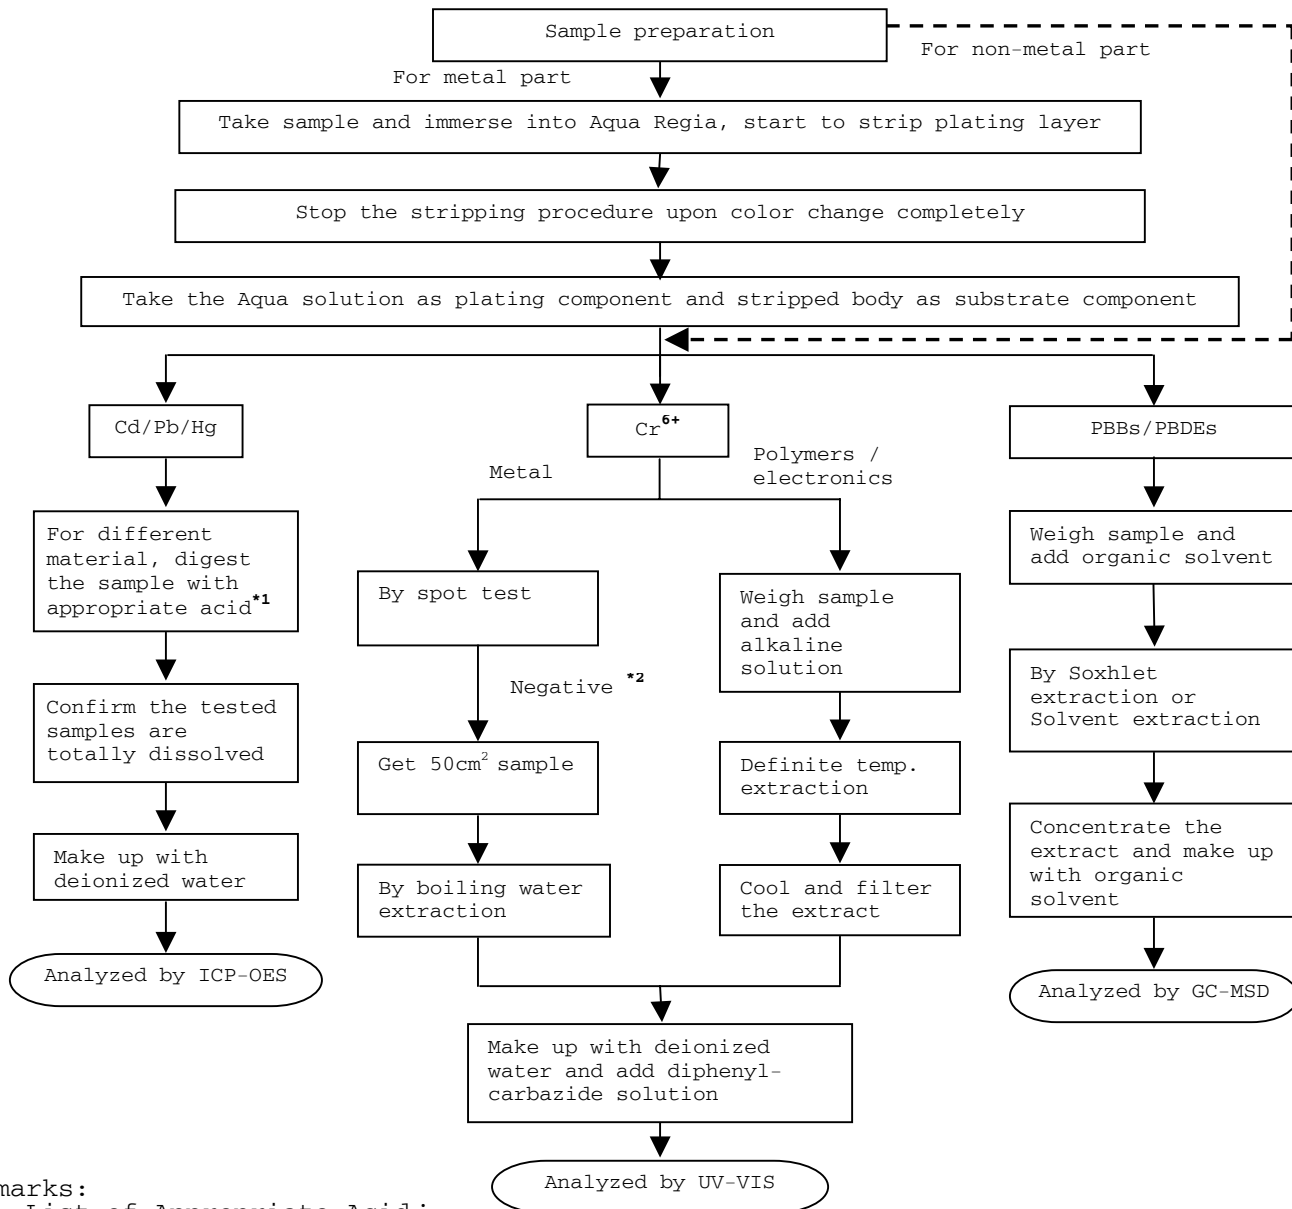 Sample preparation
For non-metal part
For metal part
Take sample and immerse into Aqua Regia, start to strip plating layer
Stop the stripping procedure upon color change completely
Take the Aqua solution as plating component and stripped body as substrate component
Cd/Pb/Hg
For different
material, digest
the sample with
appropriate acid*1
Confirm the tested
samples are
totally dissolved
Make up with
deionized water
Analyzed by ICP-OES
Cr6+
Metal
By spot test
Negative *2
Get 50cm2 sample
By boiling water
extraction
Polymers /
electronics
Weigh sample
and add
alkaline
solution
Definite temp.
extraction
Cool and filter
the extract
Make up with deionized
water and add diphenyl-
carbazide solution
Analyzed by UV-VIS
PBBs/PBDEs
Weigh sample and
add organic solvent
By Soxhlet
extraction or
Solvent extraction
Concentrate the
extract and make up
with organic
solvent
Analyzed by GC-MSD
marks:
List of Appropriate Acid: